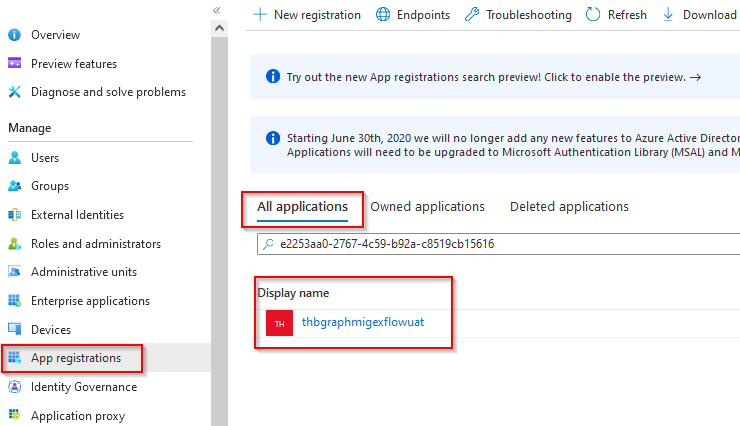 «
Overview
Preview features
Diagnose and solve problems
Manage
Users
Groups
External Identities
Roles and administrators
Administrative units
Enterprise applications
Devices
App registrations
Identity Governance
Application proxy
New registration Endpoints Troubleshooting Refresh Download
Try out the new App registrations search preview! Click to enable the preview. →
Starting June 30th, 2020 we will no longer add any new features to Azure Active Director
Applications will need to be upgraded to Microsoft Authentication Library (MSAL) and M
All applications Owned applications Deleted applications
e2253aa0-2767-4c59-b92a-c8519cb15616
Display name
TH thbgraphmigexflowuat